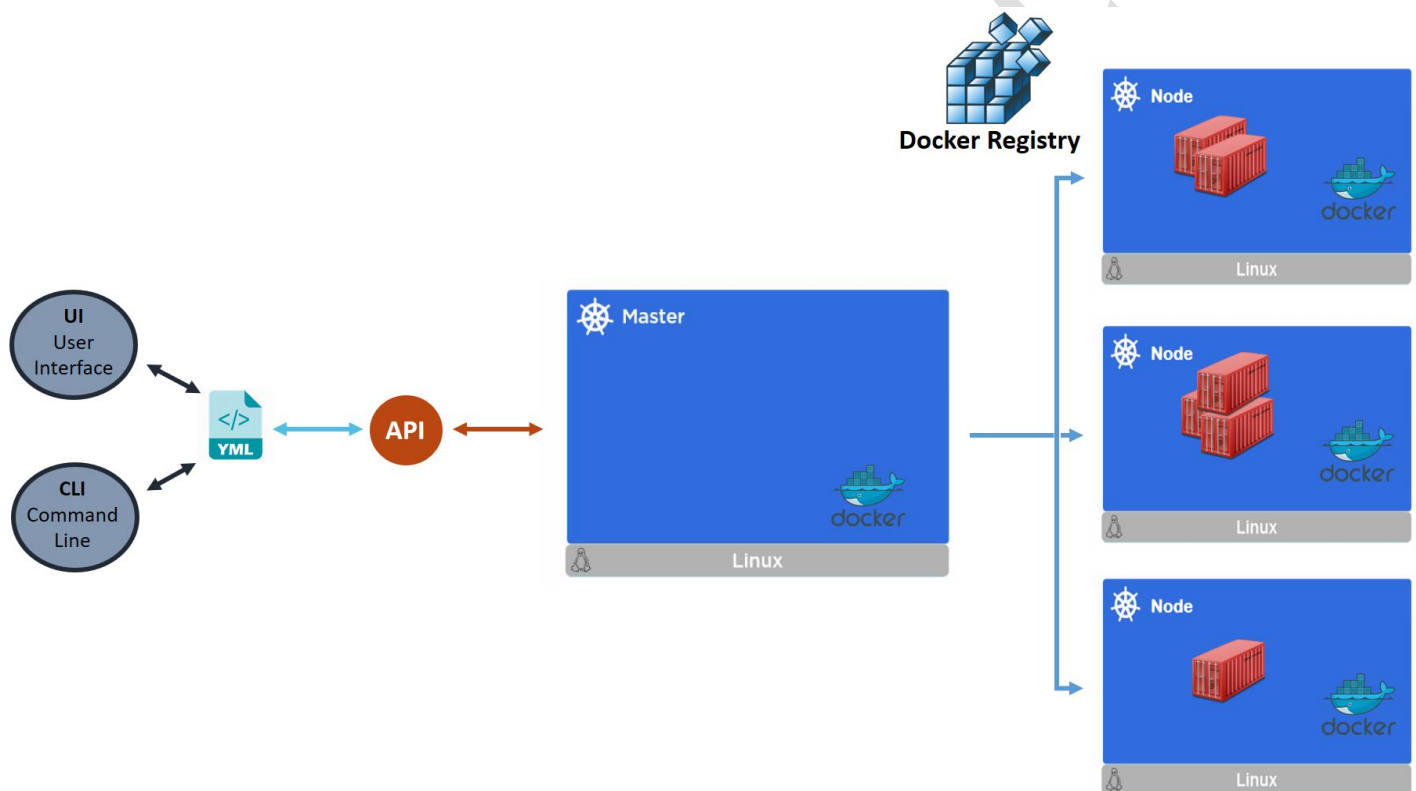 Docker Registry
Node
docker
Linux
UI
User
Interface
</>
YML
API
CLI
Command
Line
Master
docker
Linux
Node
docker
Linux
Node
docker
Linux